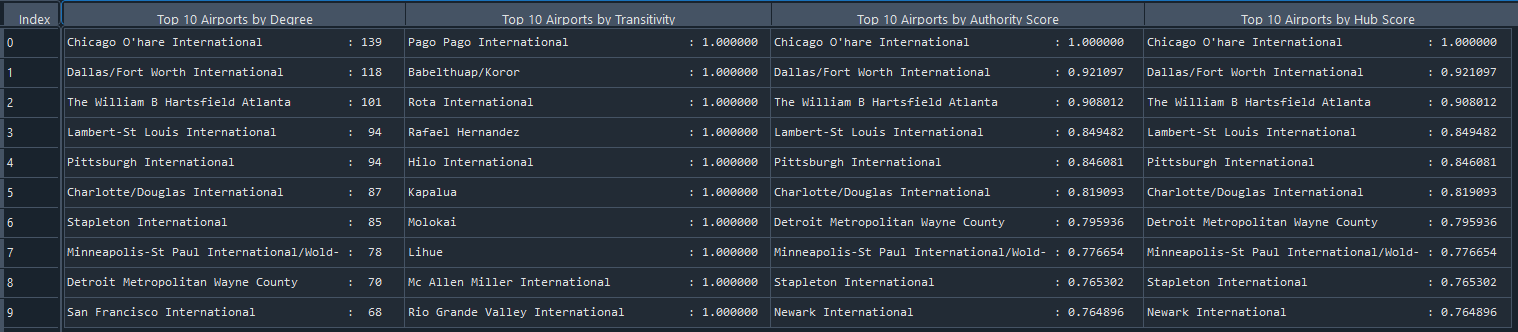 Index Top 10 Airports by Degree Top 10 Airports by Transitivity Top 10 Airports by Authority Score Top 10 Airports by Hub Score
0 Chicago O'hare International : 139 Pago Pago International : 1.000000 Chicago O'hare International : 1.000000 Chicago O'hare International : 1.000000
1 Dallas/Fort Worth International : 118 Babelthuap/Koror : 1.000000 Dallas/Fort Worth International : 0.921097 Dallas/Fort Worth International : 0.921097
2 The William B Hartsfield Atlanta : 101 Rota International : 1.000000 The William B Hartsfield Atlanta : 0.908012 The William B Hartsfield Atlanta : 0.908012
3 Lambert-St Louis International : 94 Rafael Hernandez : 1.000000 Lambert-St Louis International : 0.849482 Lambert-St Louis International : 0.849482
4 Pittsburgh International : 94 Hilo International : 1.000000 Pittsburgh International : 0.846081 Pittsburgh International : 0.846081
5 Charlotte/Douglas International : 87 Kapalua : 1.000000 Charlotte/Douglas International : 0.819093 Charlotte/Douglas International : 0.819093
6 Stapleton International : 85 Molokai : 1.000000 Detroit Metropolitan Wayne County : 0.795936 Detroit Metropolitan Wayne County : 0.795936
7 Minneapolis-St Paul International/Wold- : 78 Lihue : 1.000000 Minneapolis-St Paul International/Wold- : 0.776654 Minneapolis-St Paul International/Wold- : 0.776654
8 Detroit Metropolitan Wayne County : 70 Mc Allen Miller International : 1.000000 Stapleton International : 0.765302 Stapleton International : 0.765302
9 San Francisco International : 68 Rio Grande Valley International : 1.000000 Newark International : 0.764896 Newark International : 0.764896